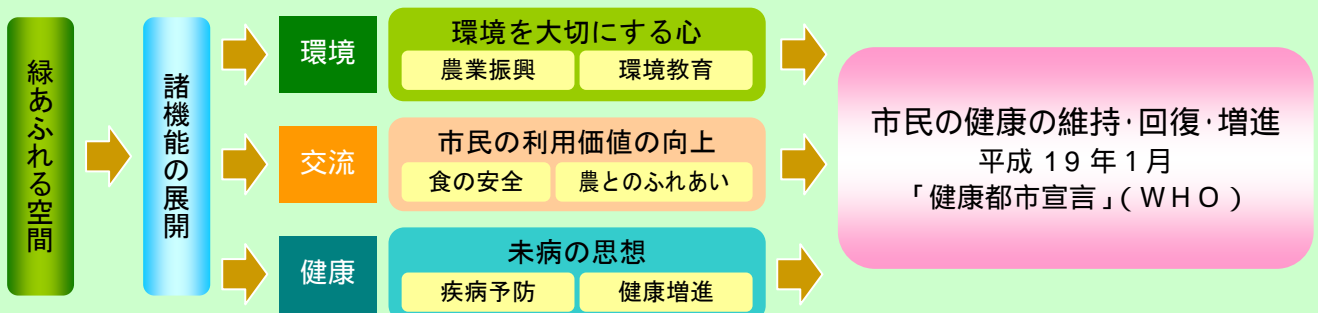 緑あふれる空間
諸機能の展開
環境
環境を大切にする心
農業振興
環境教育
交流
市民の利用価値の向上
食の安全
農とのふれあい
健康
未病の思想
疾病予防
健康増進
市民の健康の維持・回復・増進
平成 19 年1月
「健康都市宣言」(WHO)